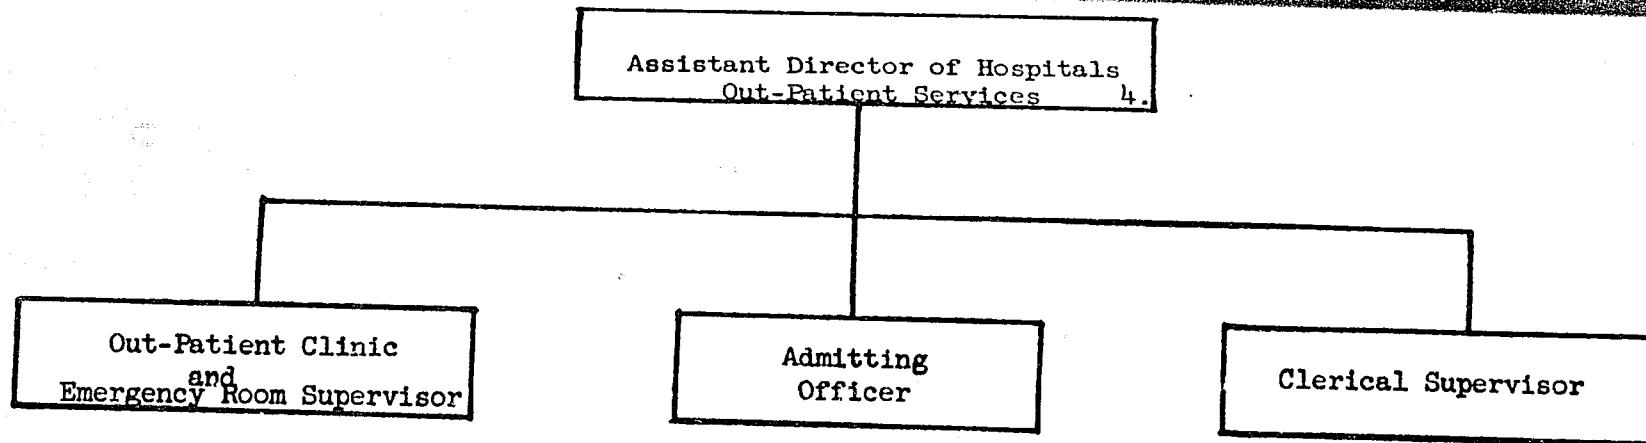 Assistant Director of Hospitals
Out-Patient Services 4.
Out-Patient Clinic
and
Emergency Room Supervisor
Admitting
Officer
Clerical Supervisor